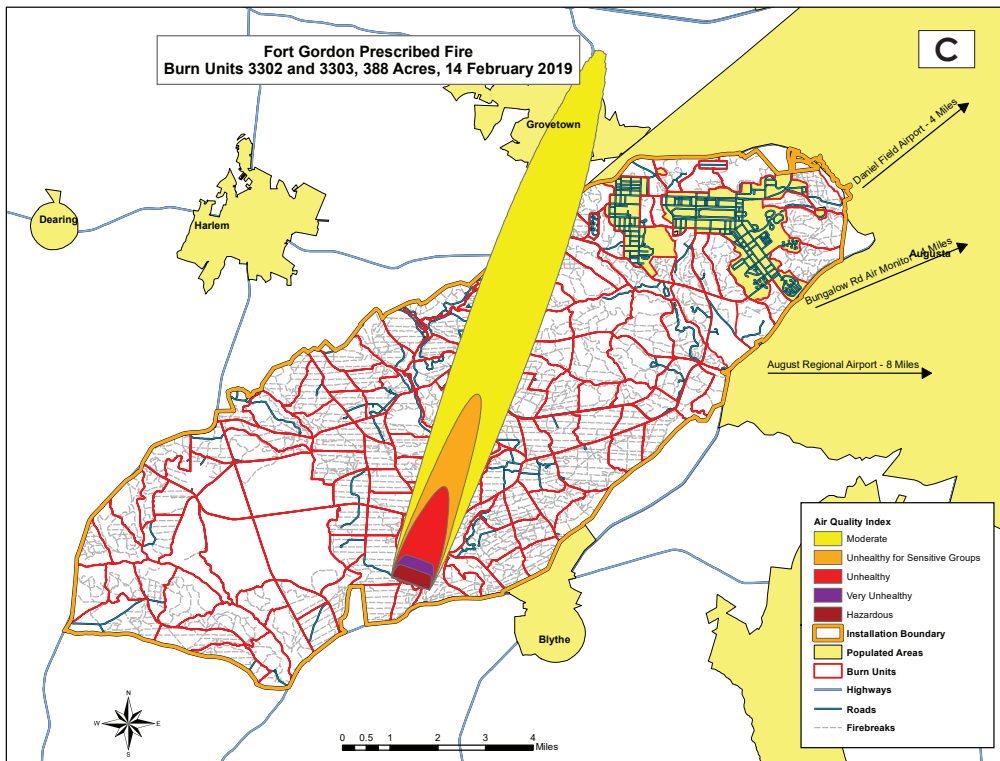 Fort Gordon Prescribed Fire
Burn Units 3302 and 3303, 388 Acres, 14 February 2019
C
Grovetown
Daniel Field Airport - 4 Miles
Dearing
Harlem
Bungalow Rd Air Monitor - 4 Miles
Augusta
August Regional Airport - 8 Miles
Blythe
Air Quality Index
Moderate
Unhealthy for Sensitive Groups
Unhealthy
Very Unhealthy
Hazardous
Installation Boundary
Populated Areas
Burn Units
Highways
Roads
Firebreaks
N
W E
S
0 0.5 1 2 3 4
Miles